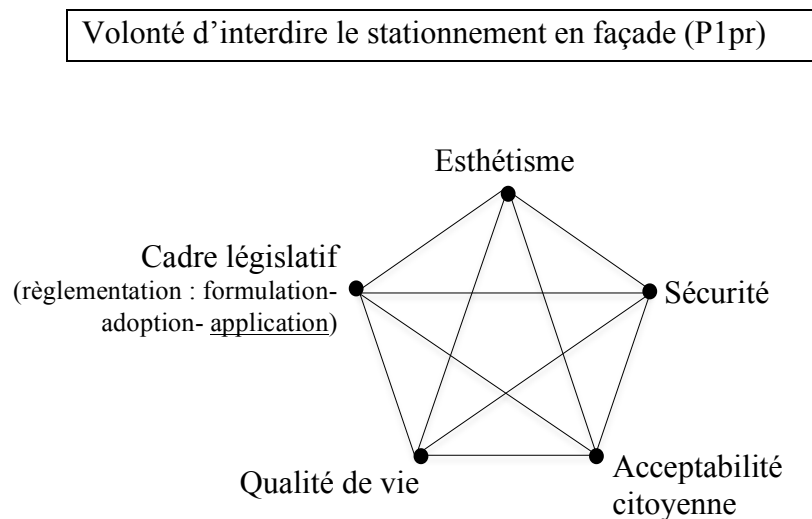 Volonté d’interdire le stationnement en façade (P1pr)
Esthétisme
Cadre législatif
(règlementation : formulation-
adoption- application)
Sécurité
Qualité de vie
Acceptabilité
citoyenne